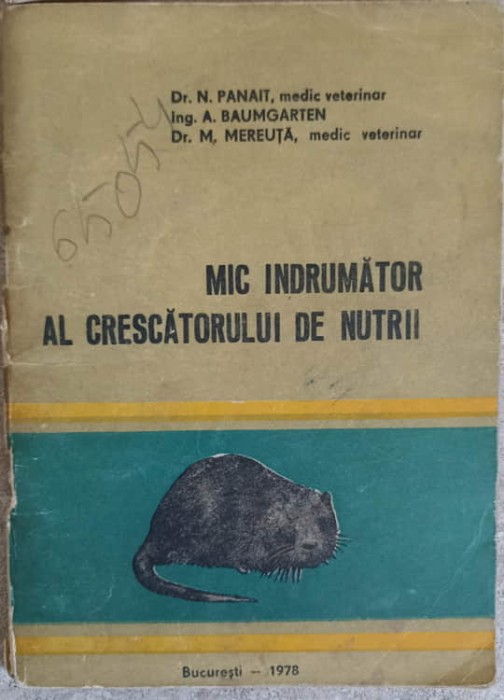 Dr. N. PANAIT, medic veterinar
Ing. A. BAUMGARTEN
Dr. M. MEREUȚĂ, medic veterinar
MIC INDRUMĂTOR
AL CRESCĂTORULUI DE NUTRII
București – 1978